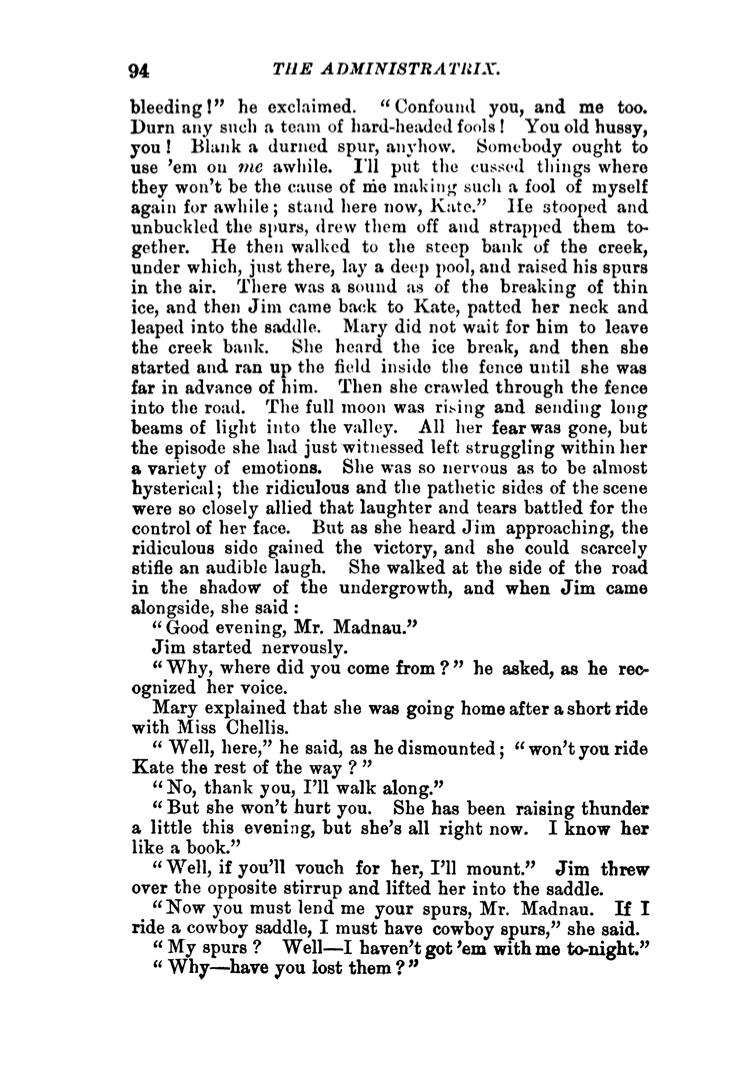 94 THE ADMINISTRATRIX.
bleeding!” he exclaimed. “Confound you, and me too.
Durn any such a team of hard-headed fools! You old hussy,
you! Blank a durned spur, anyhow. Somebody ought to
use ’em on me awhile. I’ll put the cussed things where
they won’t be the cause of me making such a fool of myself
again for awhile; stand here now, Kate.” He stooped and
unbuckled the spurs, drew them off and strapped them to-
gether. He then walked to the steep bank of the creek,
under which, just there, lay a deep pool, and raised his spurs
in the air. There was a sound as of the breaking of thin
ice, and then Jim came back to Kate, patted her neck and
leaped into the saddle. Mary did not wait for him to leave
the creek bank. She heard the ice break, and then she
started and ran up the field inside the fence until she was
far in advance of him. Then she crawled through the fence
into the road. The full moon was rising and sending long
beams of light into the valley. All her fear was gone, but
the episode she had just witnessed left struggling within her
a variety of emotions. She was so nervous as to be almost
hysterical; the ridiculous and the pathetic sides of the scene
were so closely allied that laughter and tears battled for the
control of her face. But as she heard Jim approaching, the
ridiculous side gained the victory, and she could scarcely
stifle an audible laugh. She walked at the side of the road
in the shadow of the undergrowth, and when Jim came
alongside, she said:
“Good evening, Mr. Madnau.”
Jim started nervously.
“Why, where did you come from?” he asked, as he rec-
ognized her voice.
Mary explained that she was going home after a short ride
with Miss Chellis.
“Well, here,” he said, as he dismounted; “won’t you ride
Kate the rest of the way?”
“No, thank you, I’ll walk along.”
“But she won’t hurt you. She has been raising thunder
a little this evening, but she’s all right now. I know her
like a book.”
“Well, if you’ll vouch for her, I’ll mount.” Jim threw
over the opposite stirrup and lifted her into the saddle.
“Now you must lend me your spurs, Mr. Madnau. If I
ride a cowboy saddle, I must have cowboy spurs,” she said.
“My spurs? Well—I haven’t got ’em with me to-night.”
“Why—have you lost them?”